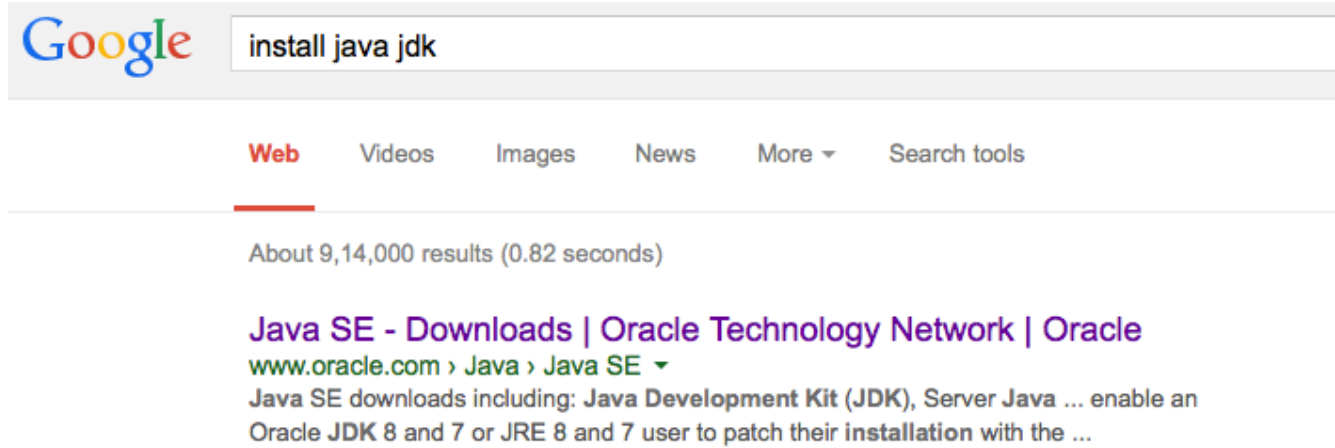 Google install java jdk
Web Videos Images News More Search tools
About 9,14,000 results (0.82 seconds)
Java SE - Downloads | Oracle Technology Network | Oracle
www.oracle.com › Java › Java SE
Java SE downloads including: Java Development Kit (JDK), Server Java ... enable an
Oracle JDK 8 and 7 or JRE 8 and 7 user to patch their installation with the ...